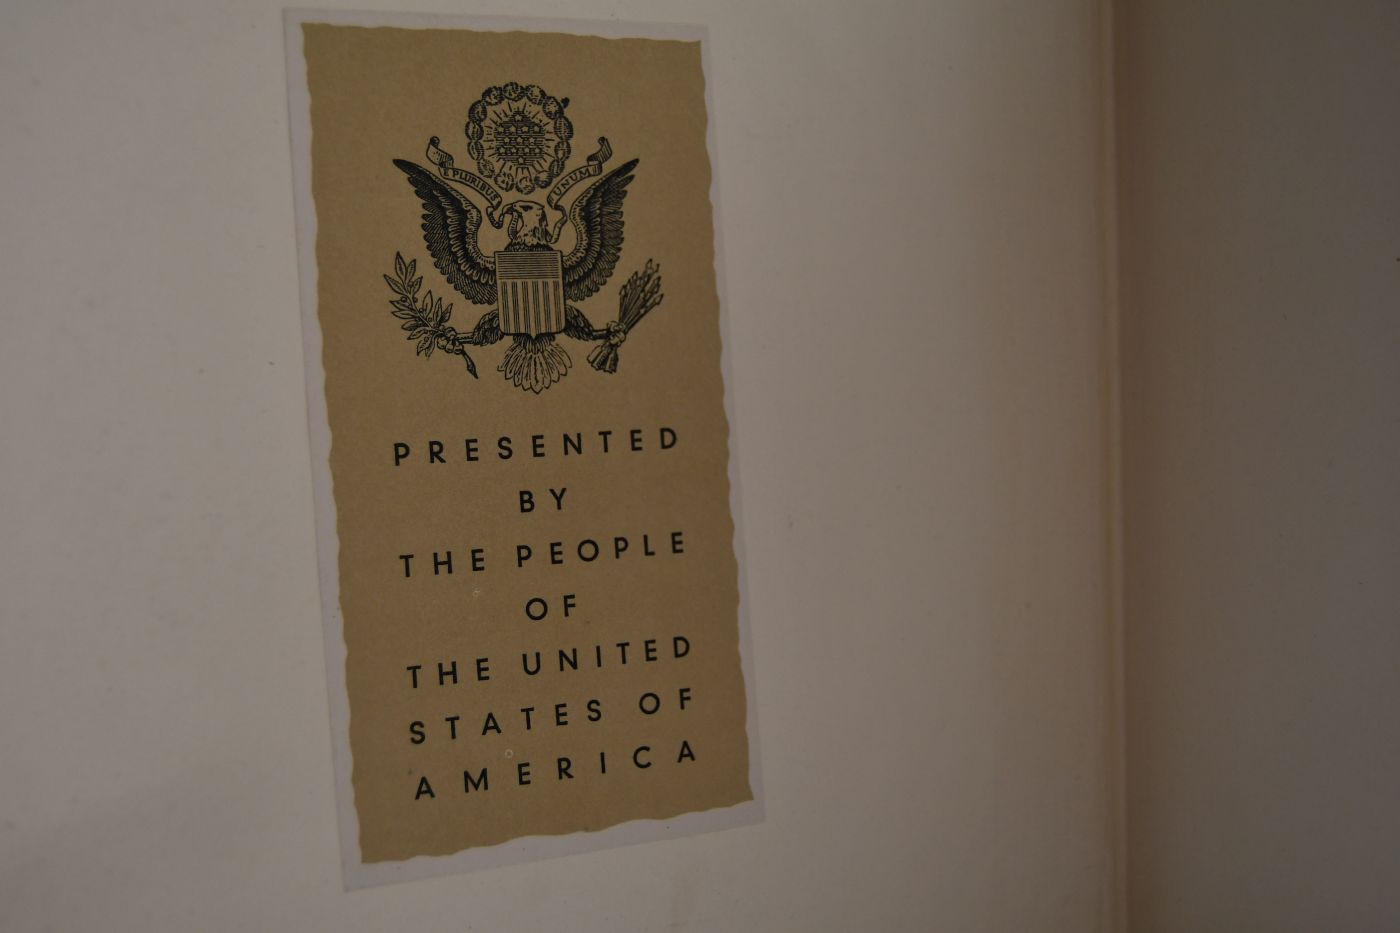 E PLURIBUS UNUM
PRESENTED
BY
THE PEOPLE
OF
THE UNITED
STATES OF
AMERICA